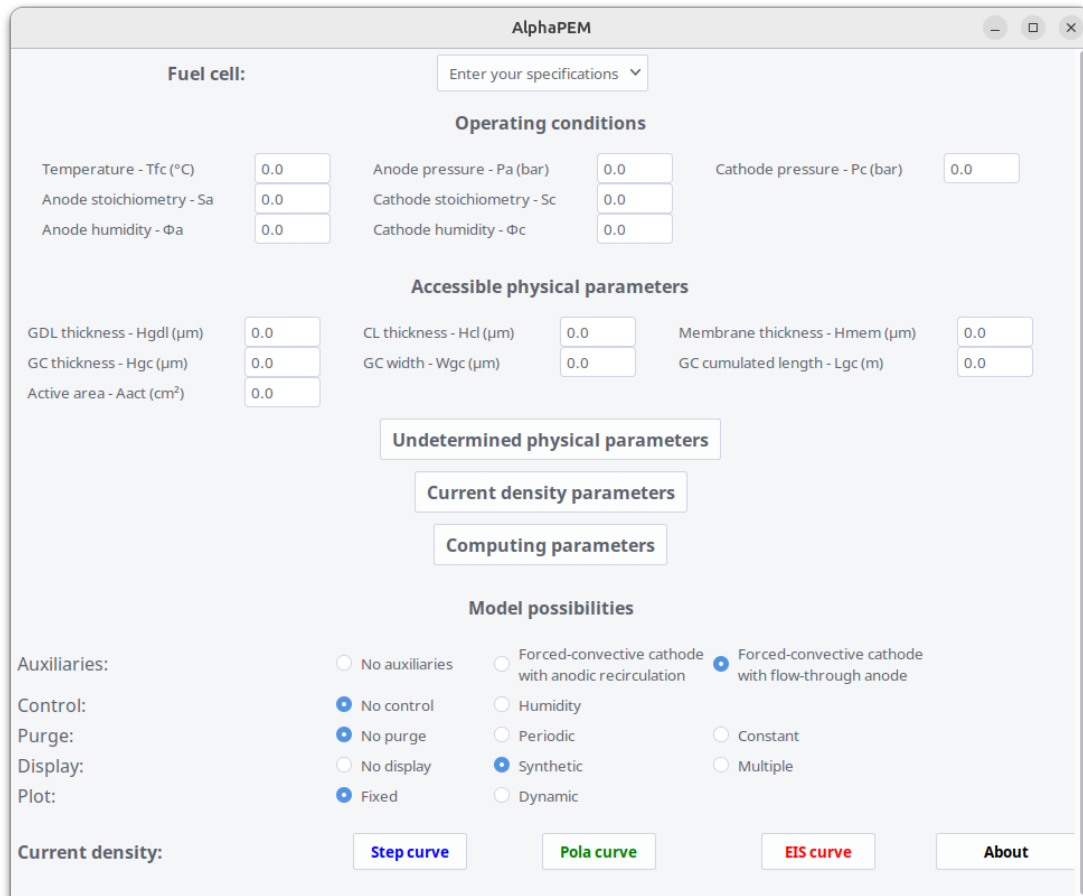 AlphaPEM
Fuel cell: Enter your specifications
Operating conditions
Temperature - Tfc (°C) 0.0 Anode pressure - Pa (bar) 0.0 Cathode pressure - Pc (bar) 0.0
Anode stoichiometry - Sa 0.0 Cathode stoichiometry - Sc 0.0
Anode humidity - Φa 0.0 Cathode humidity - Φc 0.0
Accessible physical parameters
GDL thickness - Hgdl (µm) 0.0 CL thickness - Hcl (µm) 0.0 Membrane thickness - Hmem (µm) 0.0
GC thickness - Hgc (µm) 0.0 GC width - Wgc (µm) 0.0 GC cumulated length - Lgc (m) 0.0
Active area - Aact (cm²) 0.0
Undetermined physical parameters
Current density parameters
Computing parameters
Model possibilities
Auxiliaries: No auxiliaries
Forced-convective cathode
with anodic recirculation
Forced-convective cathode
with flow-through anode
Control: No control Humidity
Purge: No purge Periodic Constant
Display: No display Synthetic Multiple
Plot: Fixed Dynamic
Current density: Step curve Pola curve EIS curve About